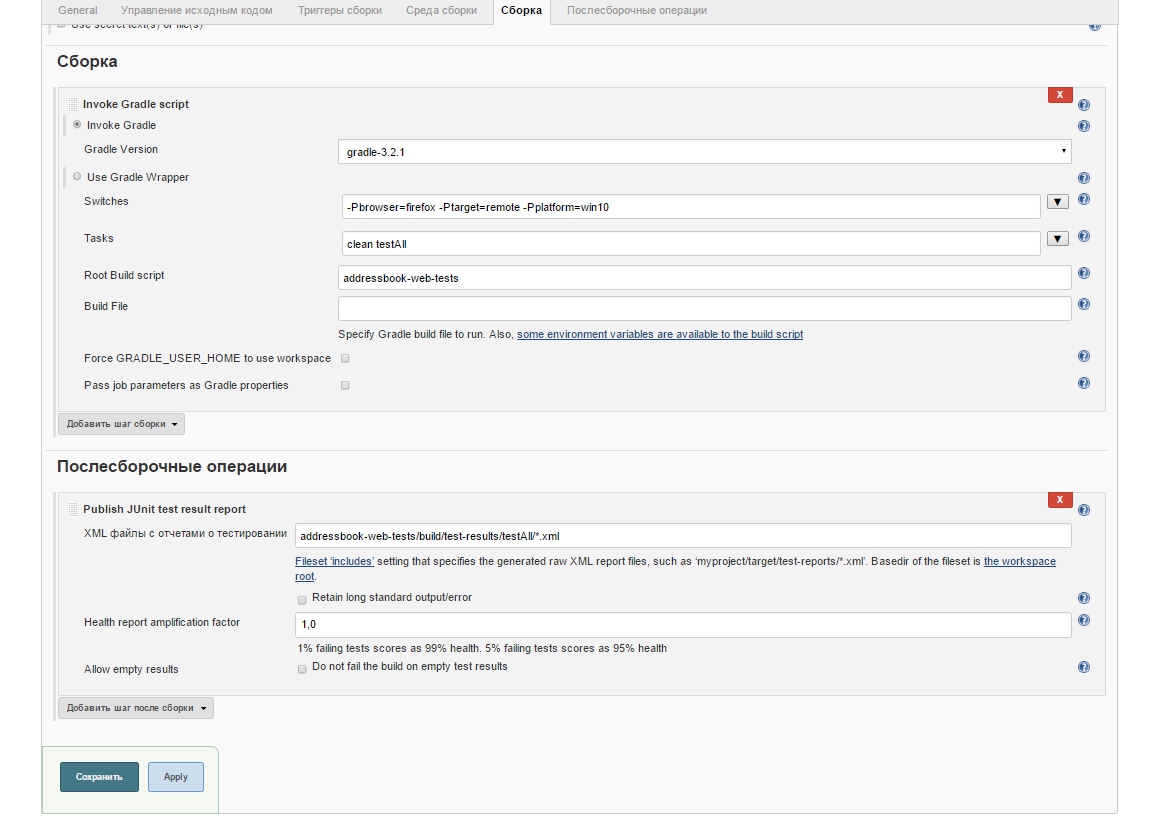 General Управление исходным кодом Триггеры сборки Среда сборки Сборка Послесборочные операции
Use secret text(s) or file(s)
Сборка
X
Invoke Gradle script
Invoke Gradle
Gradle Version gradle-3.2.1
Use Gradle Wrapper
Switches -Pbrowser=firefox -Ptarget=remote -Pplatform=win10
Tasks clean testAll
Root Build script addressbook-web-tests
Build File
Specify Gradle build file to run. Also, some environment variables are available to the build script
Force GRADLE_USER_HOME to use workspace
Pass job parameters as Gradle properties
Добавить шаг сборки
Послесборочные операции
X
Publish JUnit test result report
XML файлы с отчетами о тестировании addressbook-web-tests/build/test-results/testAll/*.xml
Fileset ‘includes’ setting that specifies the generated raw XML report files, such as ‘myproject/target/test-reports/*.xml’. Basedir of the fileset is the workspace
root.
Retain long standard output/error
Health report amplification factor 1,0
1% failing tests scores as 99% health. 5% failing tests scores as 95% health
Allow empty results Do not fail the build on empty test results
Добавить шаг после сборки
Сохранить Apply